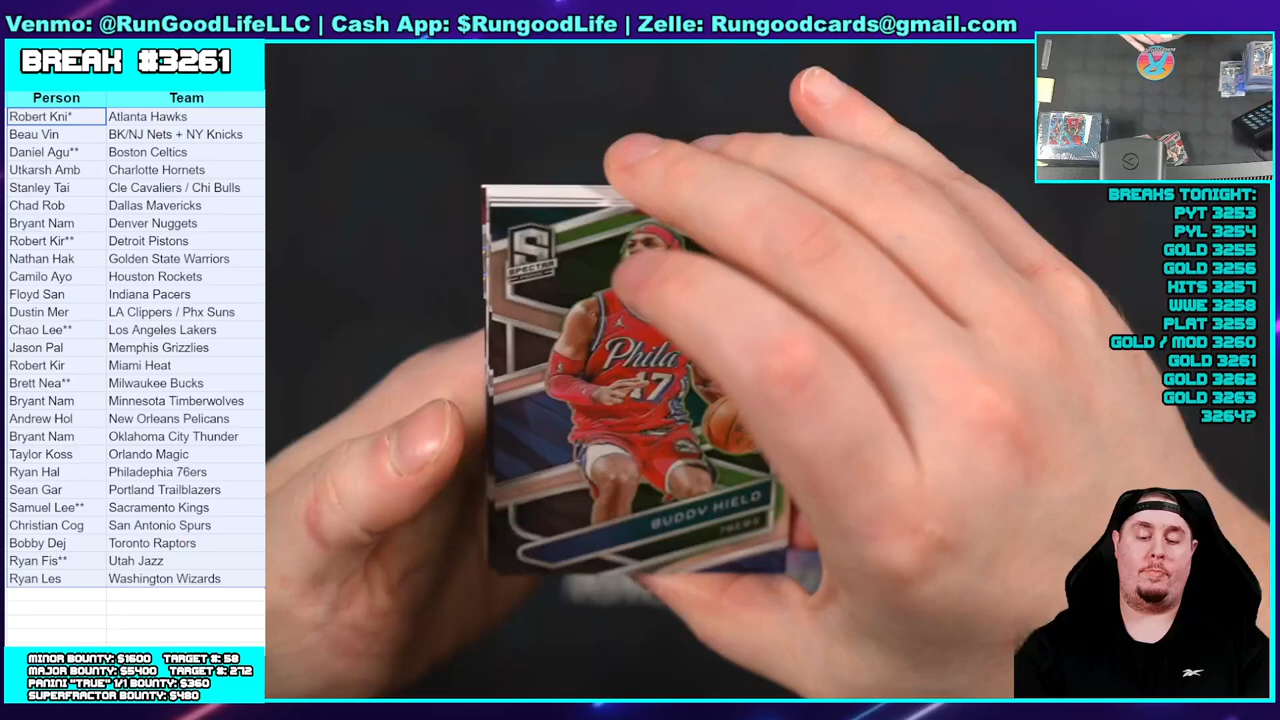 Venmo: @RunGoodLifeLLC | Cash App: $RungoodLife | Zelle: Rungoodcards@gmail.com
BREAK #3261
Person Team
Robert Kni* Atlanta Hawks
Beau Vin BK/NJ Nets + NY Knicks
Daniel Agu** Boston Celtics
Utkarsh Amb Charlotte Hornets
Stanley Tai Cle Cavaliers / Chi Bulls
Chad Rob Dallas Mavericks
Bryant Nam Denver Nuggets
Robert Kir** Detroit Pistons
Nathan Hak Golden State Warriors
Camilo Ayo Houston Rockets
Floyd San Indiana Pacers
Dustin Mer LA Clippers / Phx Suns
Chao Lee** Los Angeles Lakers
Jason Pal Memphis Grizzlies
Robert Kir Miami Heat
Brett Nea** Milwaukee Bucks
Bryant Nam Minnesota Timberwolves
Andrew Hol New Orleans Pelicans
Bryant Nam Oklahoma City Thunder
Taylor Koss Orlando Magic
Ryan Hal Philadephia 76ers
Sean Gar Portland Trailblazers
Samuel Lee** Sacramento Kings
Christian Cog San Antonio Spurs
Bobby Dej Toronto Raptors
Ryan Fis** Utah Jazz
Ryan Les Washington Wizards
MINOR BOUNTY: $1600 TARGET #: 58
MAJOR BOUNTY: $5400 TARGET #: 272
PANINI "TRUE" 1/1 BOUNTY: $360
SUPERFRACTOR BOUNTY: $480
S
SPECTRA
Phila
17
BUDDY HIELD
76ERS
BREAKS TONIGHT:
PYT 3253
PYL 3254
GOLD 3255
GOLD 3256
HITS 3257
WWE 3258
PLAT 3259
GOLD / MOD 3260
GOLD 3261
GOLD 3262
GOLD 3263
3264?